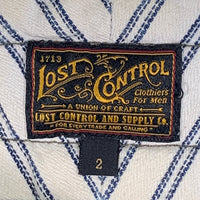 1713
LOST CONTROL
Clothiers
For Men
A UNION OF CRAFT
LOST CONTROL AND SUPPLY Co.
"FOR EVERY TRADE AND CALLING"
2